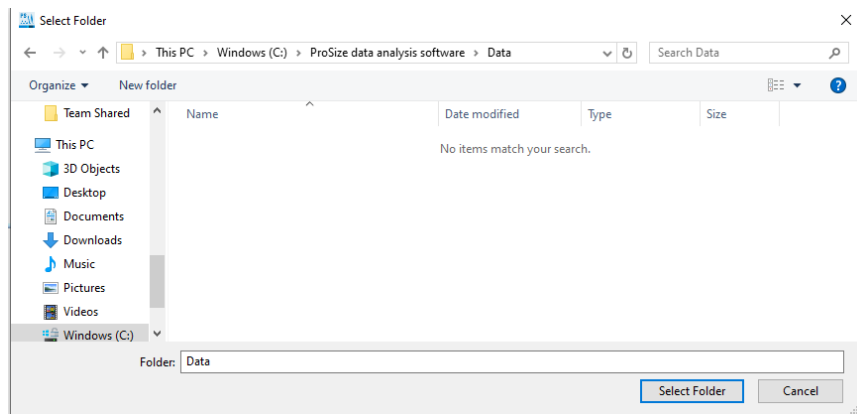 Select Folder
This PC > Windows (C:) > ProSize data analysis software > Data
Search Data
Organize
New folder
Name
Date modified
Type
Size
Team Shared
This PC
3D Objects
Desktop
Documents
Downloads
Music
Pictures
Videos
Windows (C:)
No items match your search.
Folder: Data
Select Folder
Cancel